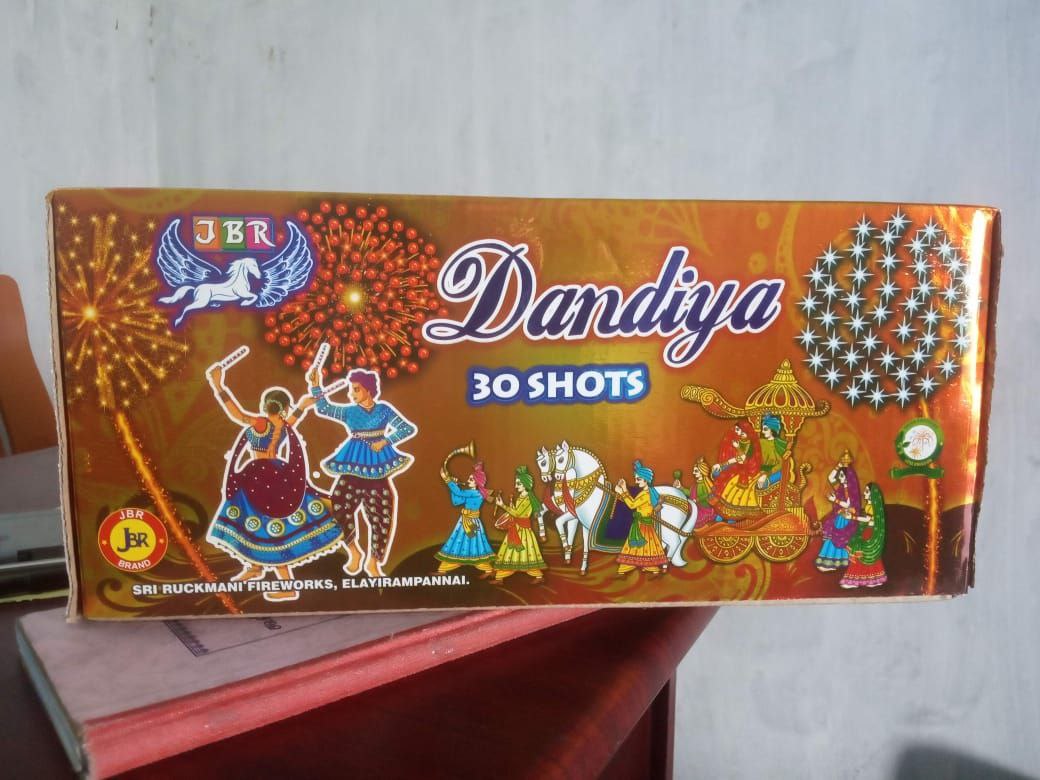 JBR
Dandiya
30 SHOTS
JBR
JBR
BRAND
SRI RUCKMANI FIREWORKS, ELAYIRAMPANNAI.